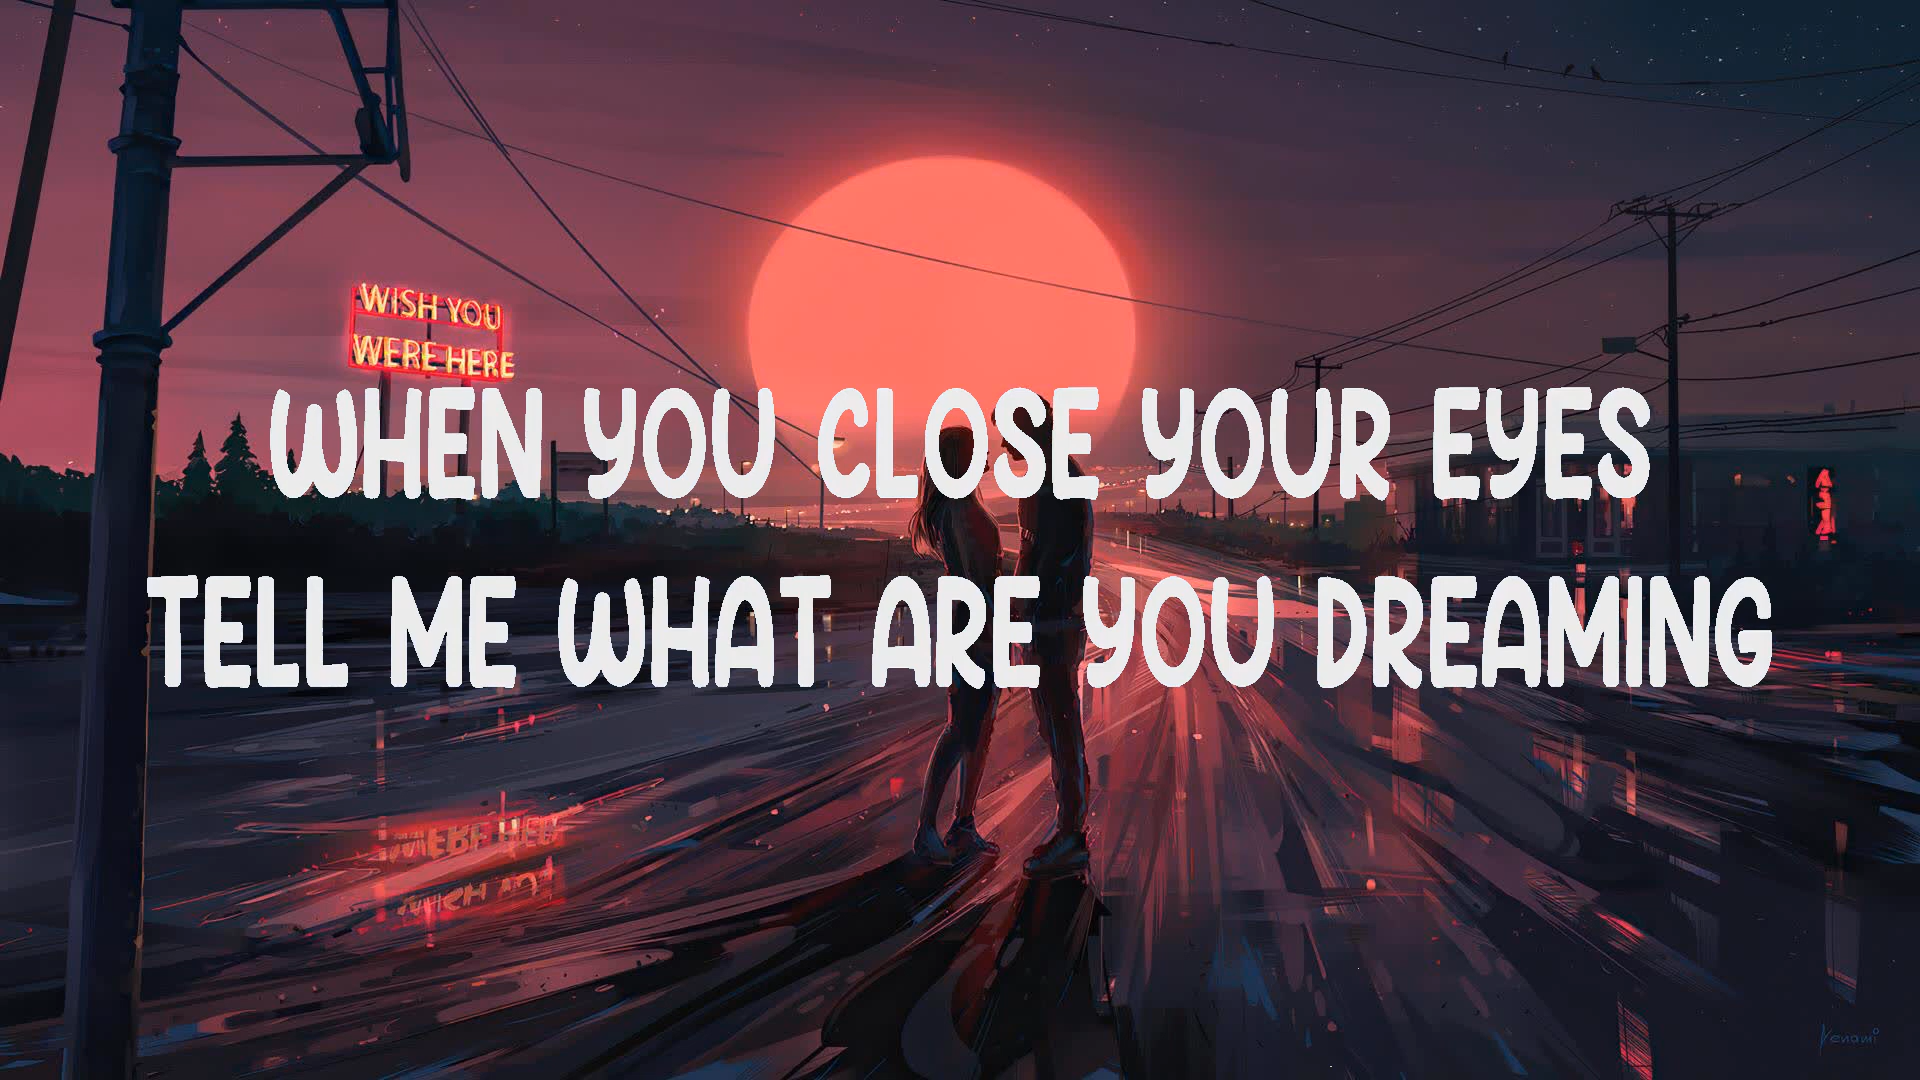 WISH YOU
WERE HERE
WHEN YOU CLOSE YOUR EYES
TELL ME WHAT ARE YOU DREAMING